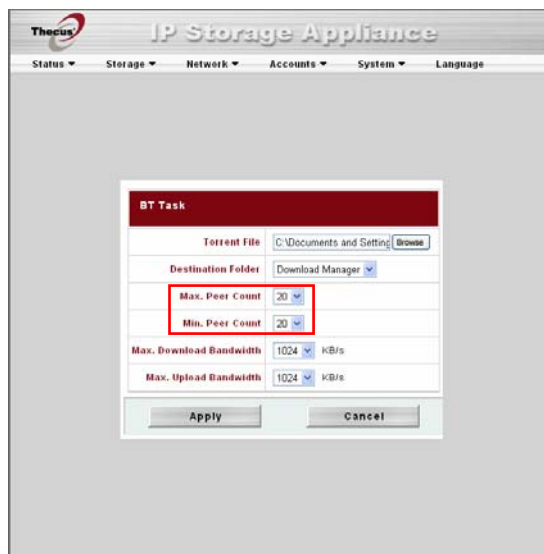 Thecus
IP Storage Appliance
Status Storage Network Accounts System Language
BT Task
Torrent File C:\Documents and Setting Browse
Destination Folder Download Manager
Max. Peer Count 20
Min. Peer Count 20
Max. Download Bandwidth 1024 KB/s
Max. Upload Bandwidth 1024 KB/s
Apply Cancel